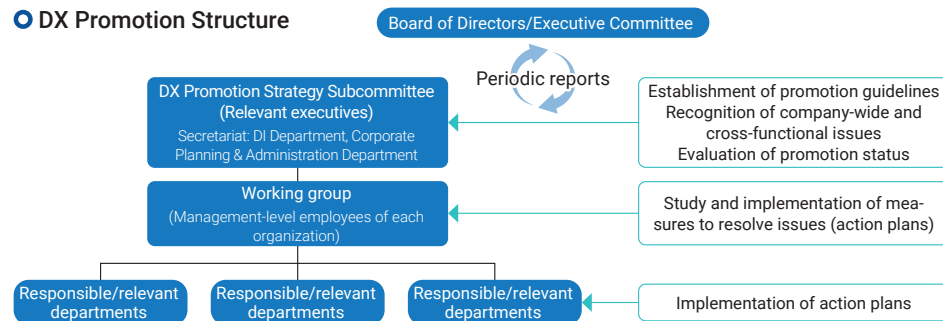 DX Promotion Structure
Board of Directors/Executive Committee
Periodic reports
DX Promotion Strategy Subcommittee
(Relevant executives)
Secretariat: DI Department, Corporate
Planning & Administration Department
Establishment of promotion guidelines
Recognition of company-wide and
cross-functional issues
Evaluation of promotion status
Working group
(Management-level employees of each
organization)
Study and implementation of mea-
sures to resolve issues (action plans)
Responsible/relevant
departments
Responsible/relevant
departments
Responsible/relevant
departments
Implementation of action plans